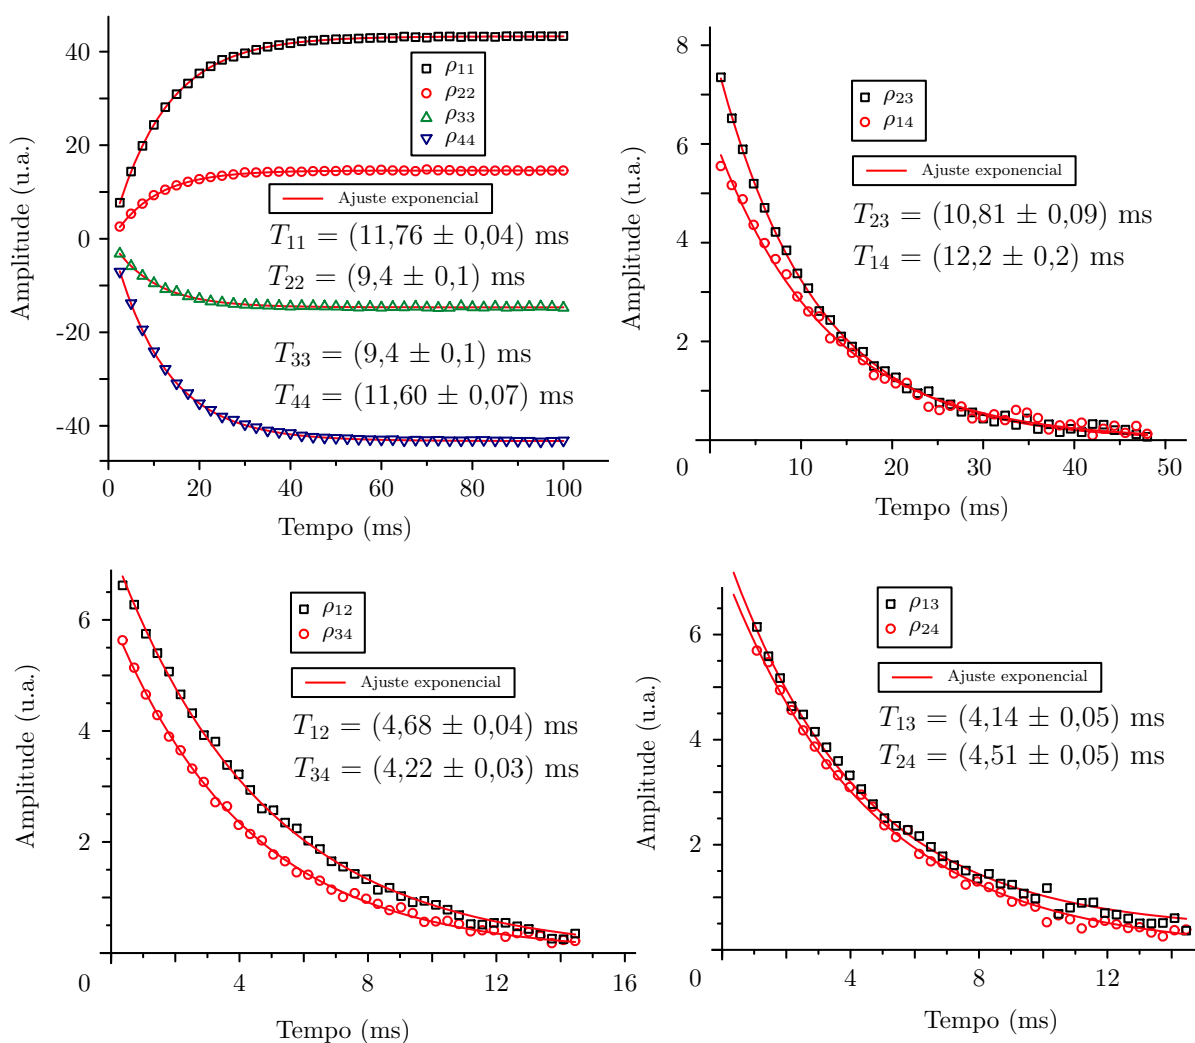 40
20
0
-20
-40
Amplitude (u.a.)
ρ11
ρ22
ρ33
ρ44
Ajuste exponencial
T11 = (11,76 ± 0,04) ms
T22 = (9,4 ± 0,1) ms
T33 = (9,4 ± 0,1) ms
T44 = (11,60 ± 0,07) ms
0 20 40 60 80 100
Tempo (ms)
8
6
4
2
0
Amplitude (u.a.)
ρ23
ρ14
Ajuste exponencial
T23 = (10,81 ± 0,09) ms
T14 = (12,2 ± 0,2) ms
10 20 30 40 50
Tempo (ms)
6
4
2
0
Amplitude (u.a.)
ρ12
ρ34
Ajuste exponencial
T12 = (4,68 ± 0,04) ms
T34 = (4,22 ± 0,03) ms
4 8 12 16
Tempo (ms)
6
4
2
0
Amplitude (u.a.)
ρ13
ρ24
Ajuste exponencial
T13 = (4,14 ± 0,05) ms
T24 = (4,51 ± 0,05) ms
4 8 12
Tempo (ms)